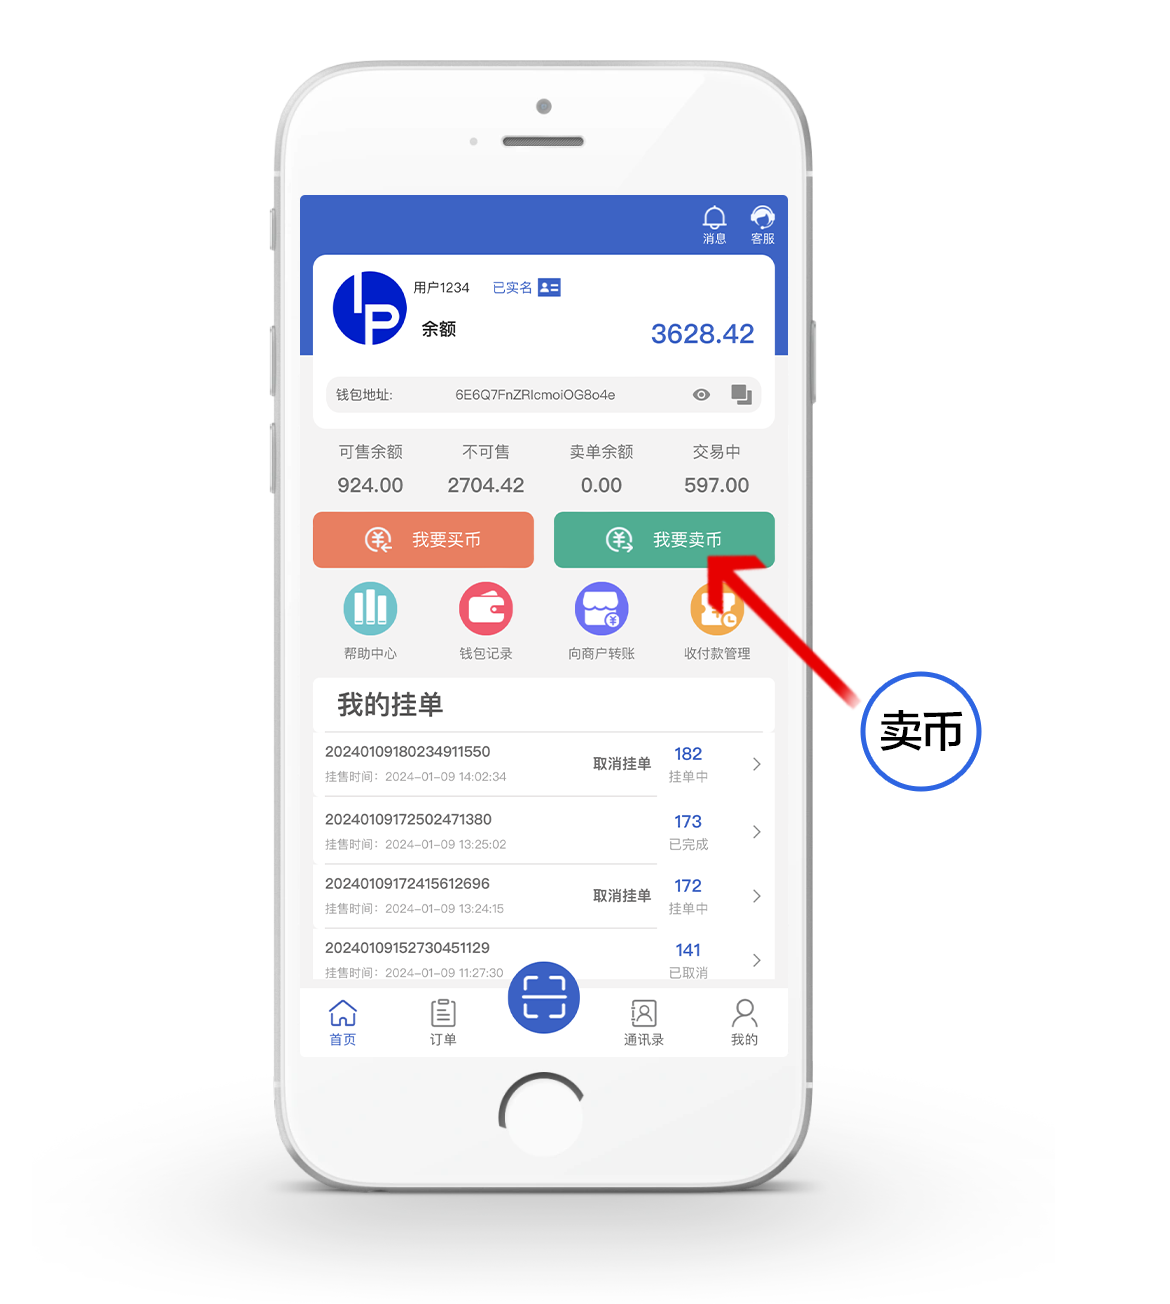 消息 客服
用户1234 已实名
IP
余额 3628.42
钱包地址: 6E6Q7FnZRlcmoiOG8o4e
可售余额 不可售 卖单余额 交易中
924.00 2704.42 0.00 597.00
我要买币 我要卖币
帮助中心 钱包记录 向商户转账 收付款管理
我的挂单
卖币
20240109180234911550 取消挂单 182
挂售时间：2024-01-09 14:02:34 挂单中
20240109172502471380 173
挂售时间：2024-01-09 13:25:02 已完成
20240109172415612696 取消挂单 172
挂售时间：2024-01-09 13:24:15 挂单中
20240109152730451129 141
挂售时间：2024-01-09 11:27:30 已取消
首页 订单 通讯录 我的